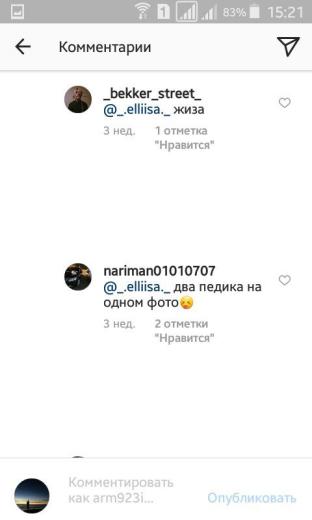 1 83% 15:21
Комментарии
_bekker_street_
@_.elliisa._ жиза
3 нед. 1 отметка
"Нравится"
nariman01010707
@_.elliisa._ два педика на
одном фото😣
3 нед. 2 отметки
"Нравится"
Комментировать
как arm923i... Опубликовать